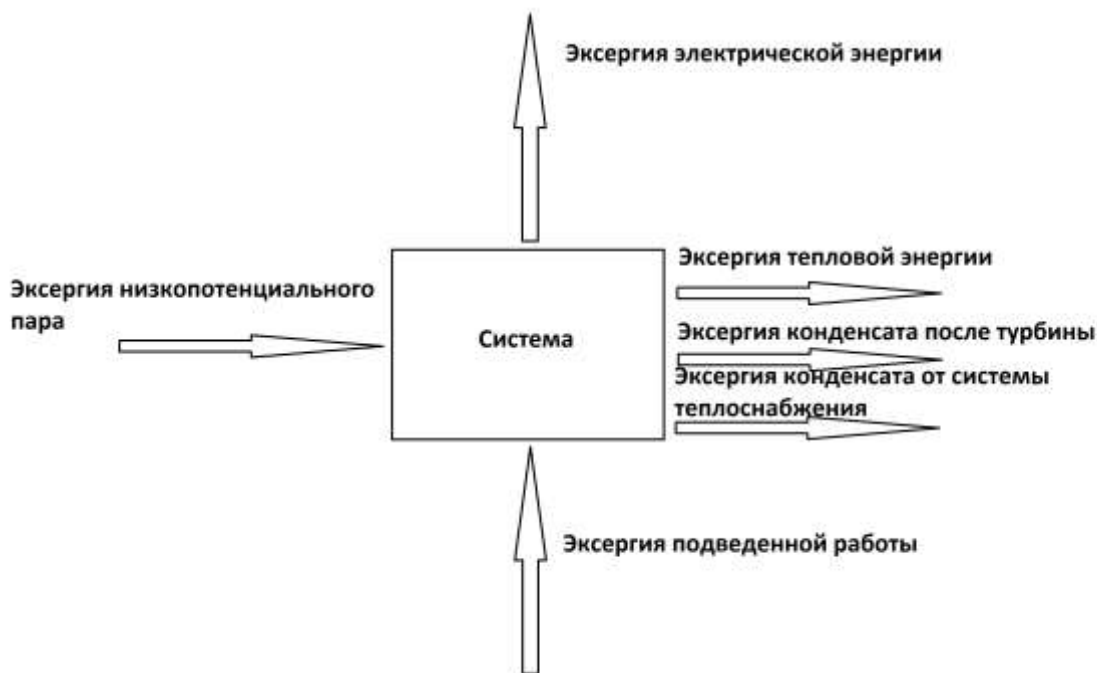 Эксергия электрической энергии
Эксергия тепловой энергии
Эксергия низкопотенциального
пара
Система
Эксергия конденсата после турбины
Эксергия конденсата от системы
теплоснабжения
Эксергия подведенной работы